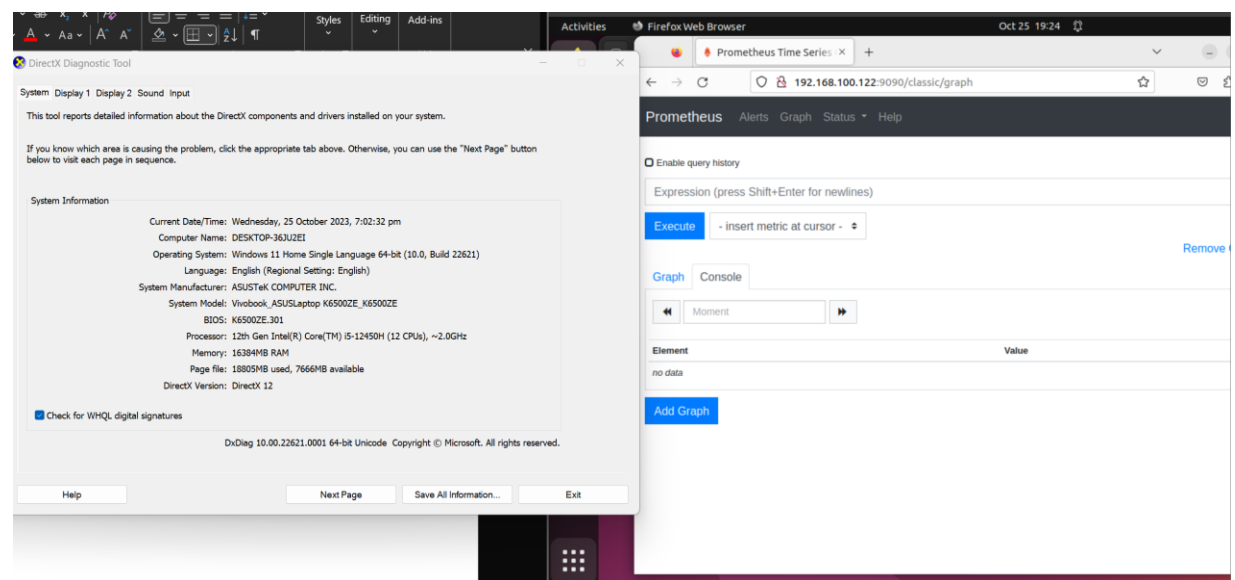 Styles Editing Add-ins
A Aa A A ¶
DirectX Diagnostic Tool
System Display 1 Display 2 Sound Input
This tool reports detailed information about the DirectX components and drivers installed on your system.
If you know which area is causing the problem, click the appropriate tab above. Otherwise, you can use the "Next Page" button
below to visit each page in sequence.
System Information
Current Date/Time: Wednesday, 25 October 2023, 7:02:32 pm
Computer Name: DESKTOP-36JU2EI
Operating System: Windows 11 Home Single Language 64-bit (10.0, Build 22621)
Language: English (Regional Setting: English)
System Manufacturer: ASUSTeK COMPUTER INC.
System Model: Vivobook_ASUSLaptop K6500ZE_K6500ZE
BIOS: K6500ZE.301
Processor: 12th Gen Intel(R) Core(TM) i5-12450H (12 CPUs), ~2.0GHz
Memory: 16384MB RAM
Page file: 18805MB used, 7666MB available
DirectX Version: DirectX 12
Check for WHQL digital signatures
DxDiag 10.00.22621.0001 64-bit Unicode Copyright © Microsoft. All rights reserved.
Help Next Page Save All Information... Exit
Activities Firefox Web Browser Oct 25 19:24
Prometheus Time Series × +
192.168.100.122:9090/classic/graph
Prometheus Alerts Graph Status Help
Enable query history
Expression (press Shift+Enter for newlines)
Execute - insert metric at cursor -
Remove
Graph Console
Moment
Element Value
no data
Add Graph